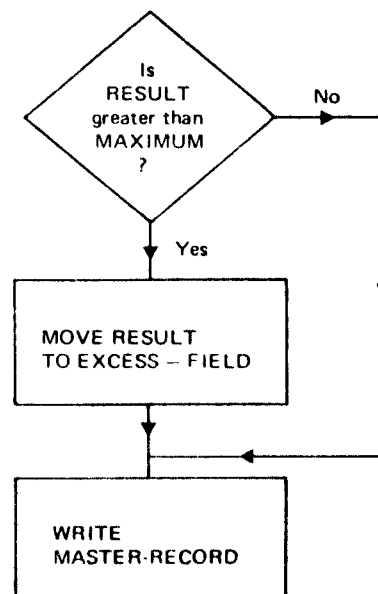 Is
RESULT
greater than
MAXIMUM
?
No
Yes
MOVE RESULT
TO EXCESS – FIELD
WRITE
MASTER-RECORD